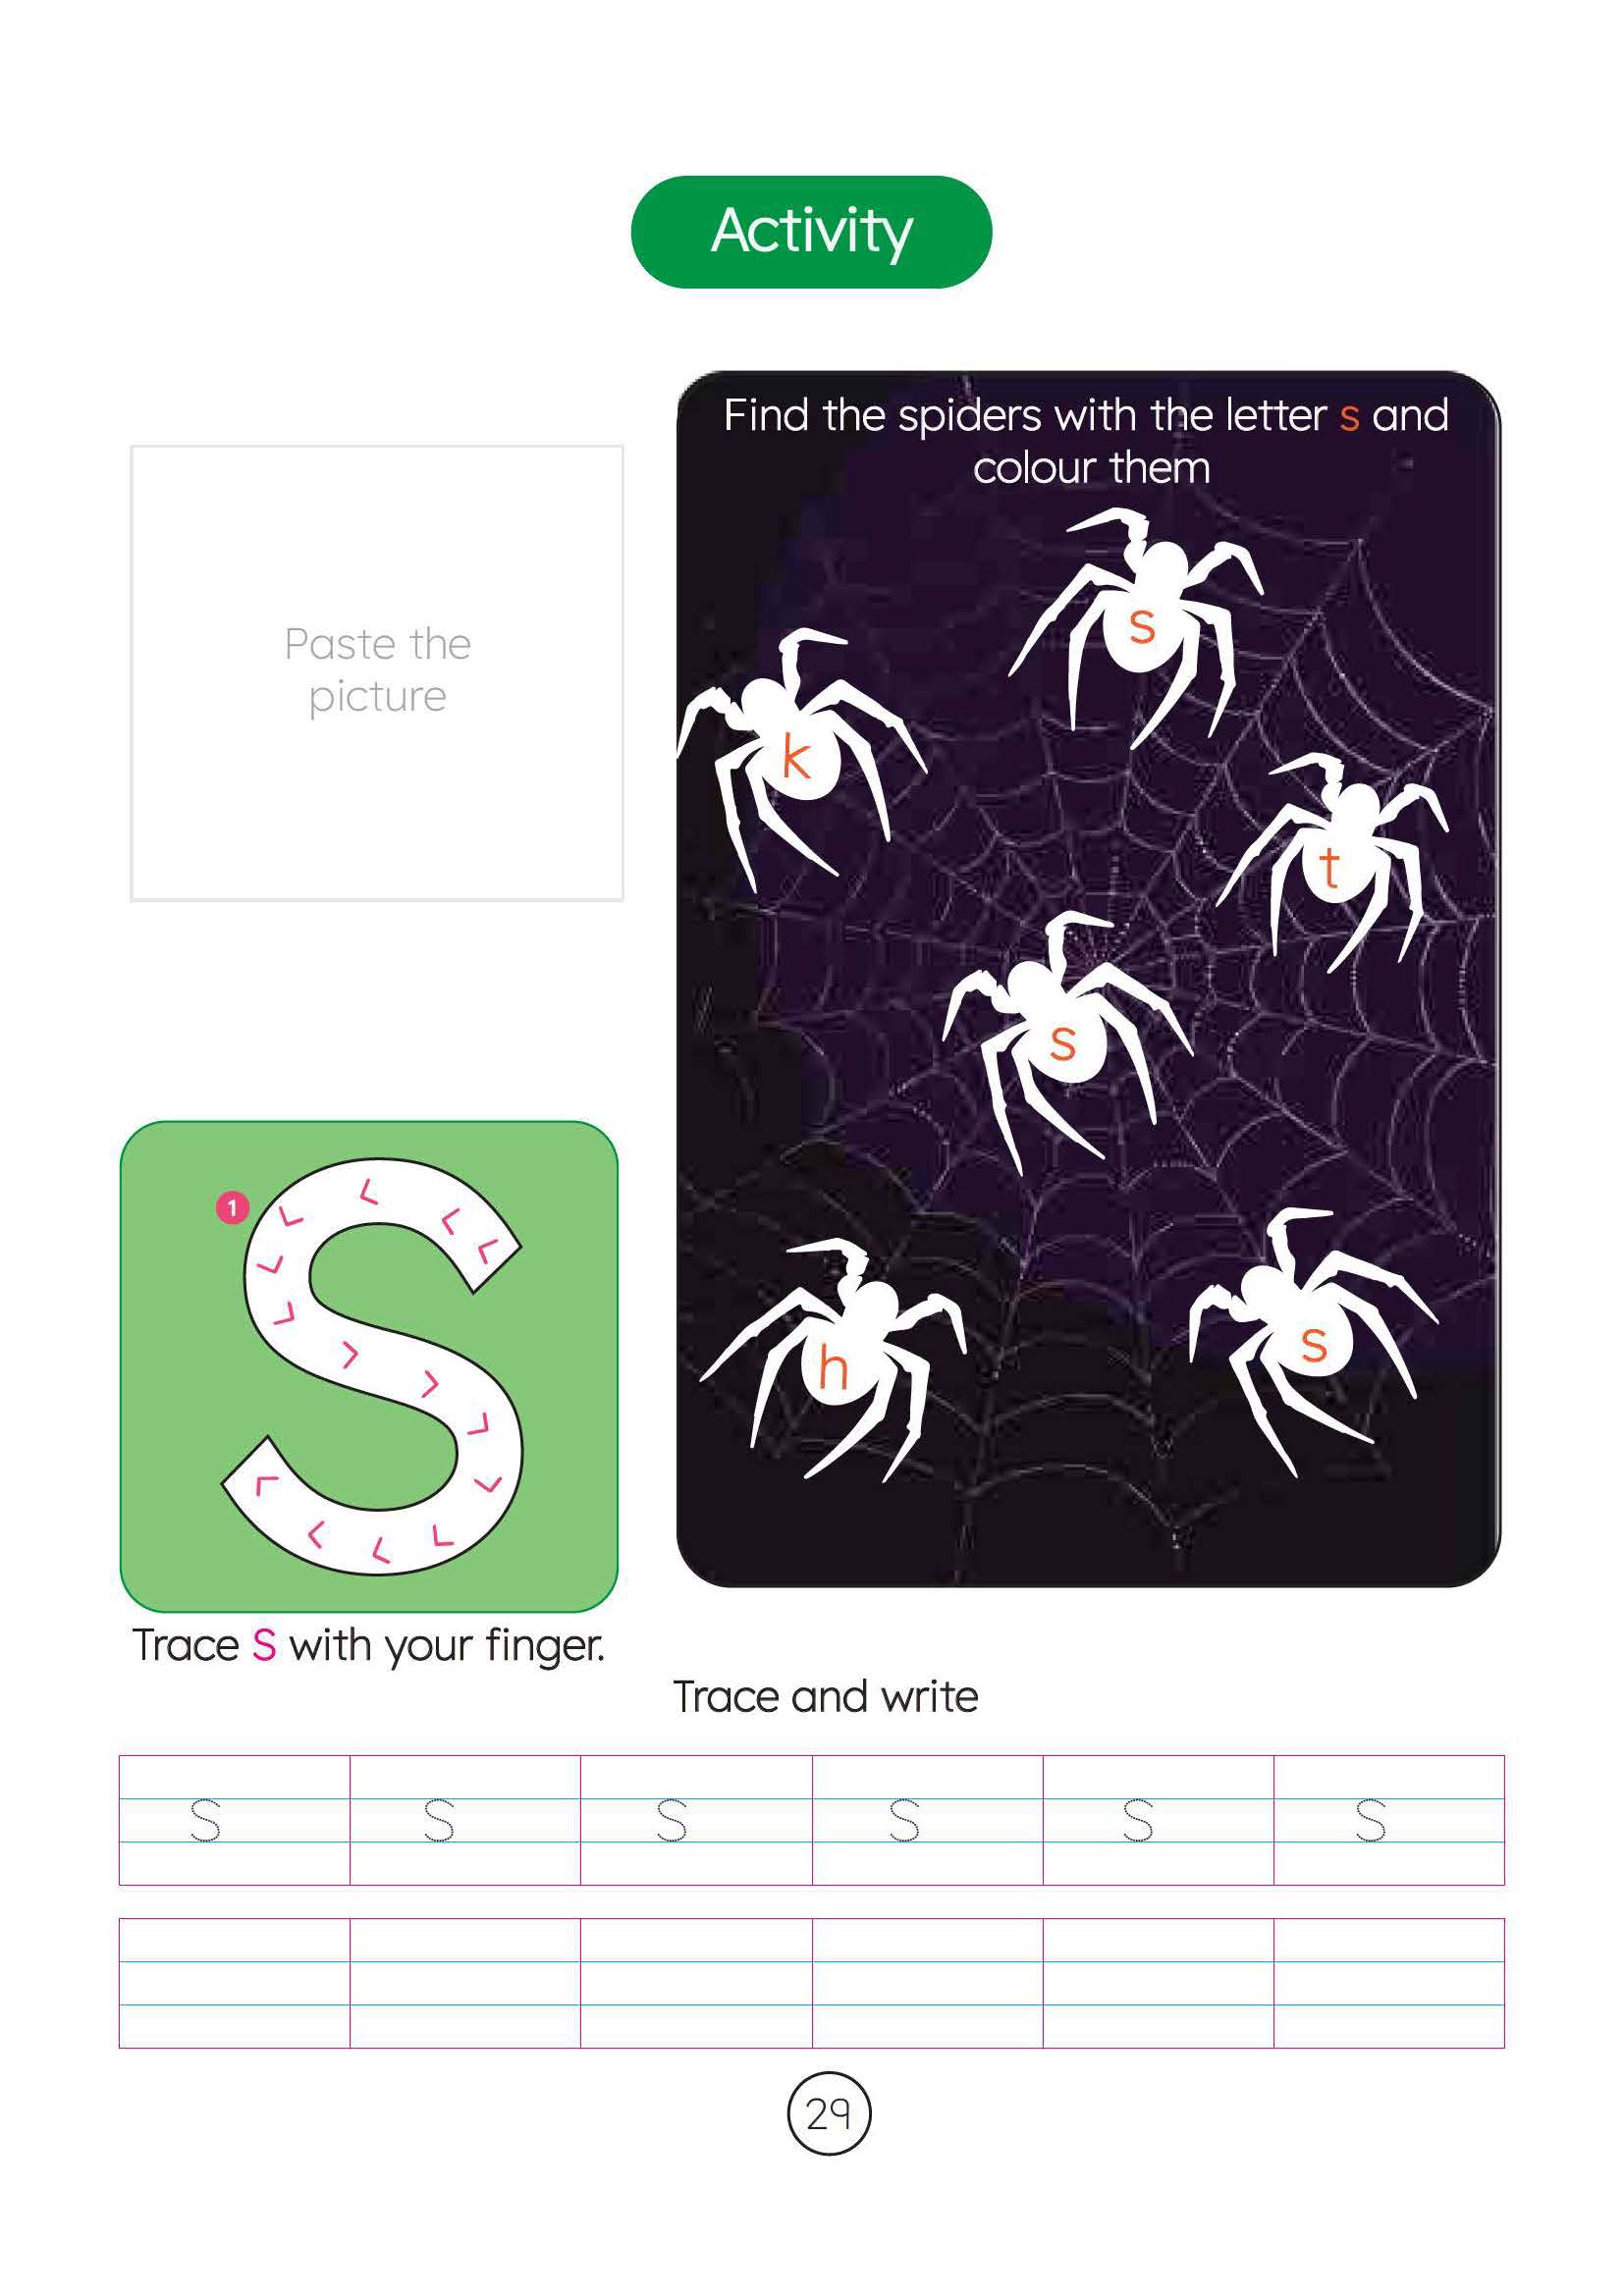 Activity
Find the spiders with the letter s and
colour them
Paste the
picture
s
k
t
s
h
s
1
S
Trace S with your finger.
Trace and write
s s s s s s
29